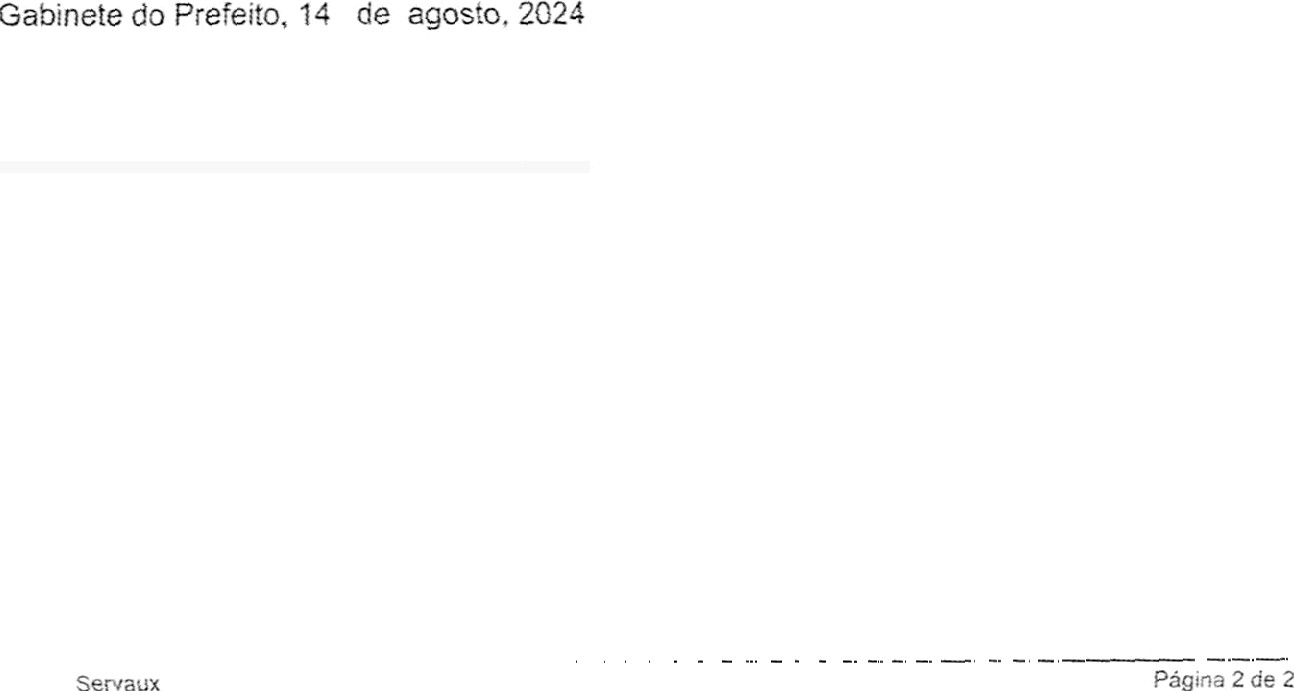 Gabinete do Prefeito, 14 de agosto, 2024
Servaux
Página 2 de 2